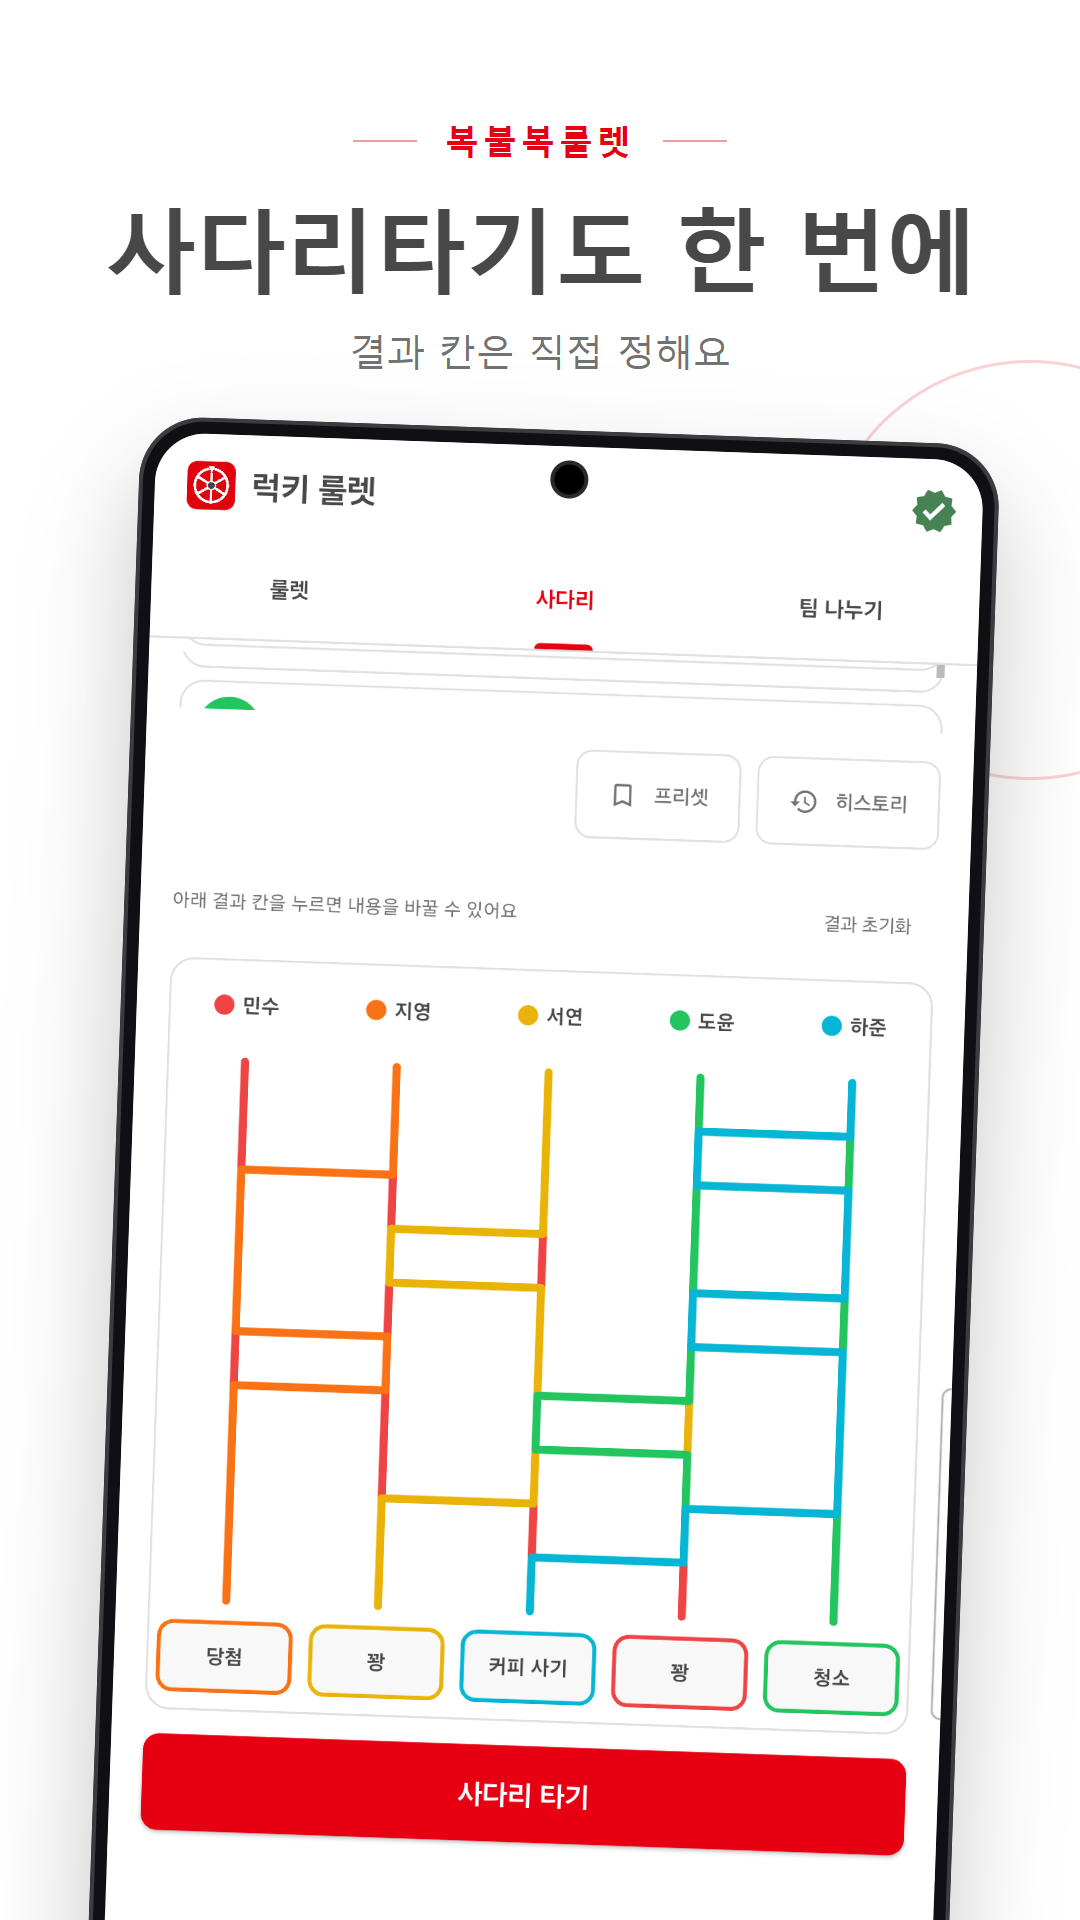 복불복룰렛
사다리타기도 한 번에
결과 칸은 직접 정해요
럭키 룰렛
룰렛 사다리 팀 나누기
프리셋 히스토리
아래 결과 칸을 누르면 내용을 바꿀 수 있어요 결과 초기화
민수 지영 서연 도윤 하준
당첨 꽝 커피 사기 꽝 청소
사다리 타기